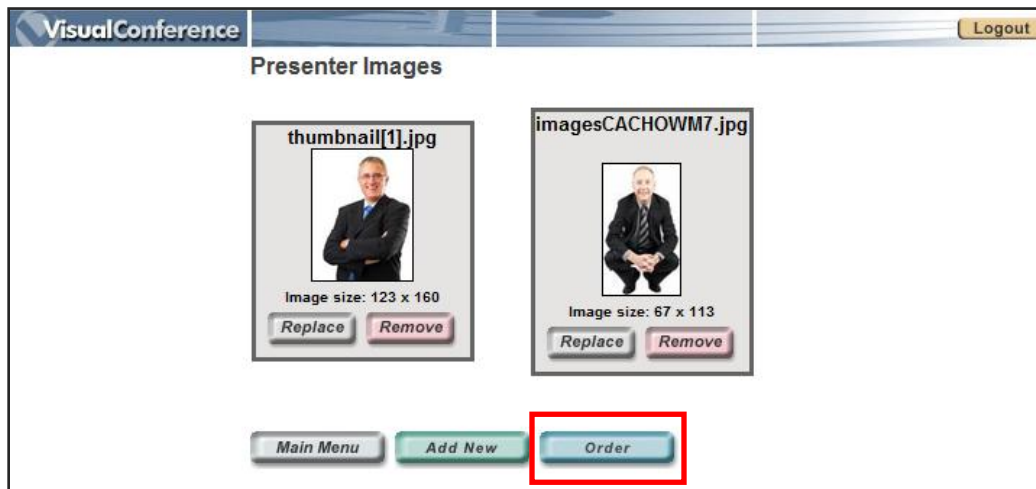 VisualConference
Logout
Presenter Images
thumbnail[1].jpg
Image size: 123 x 160
Replace
Remove
imagesCACHOWM7.jpg
Image size: 67 x 113
Replace
Remove
Main Menu
Add New
Order